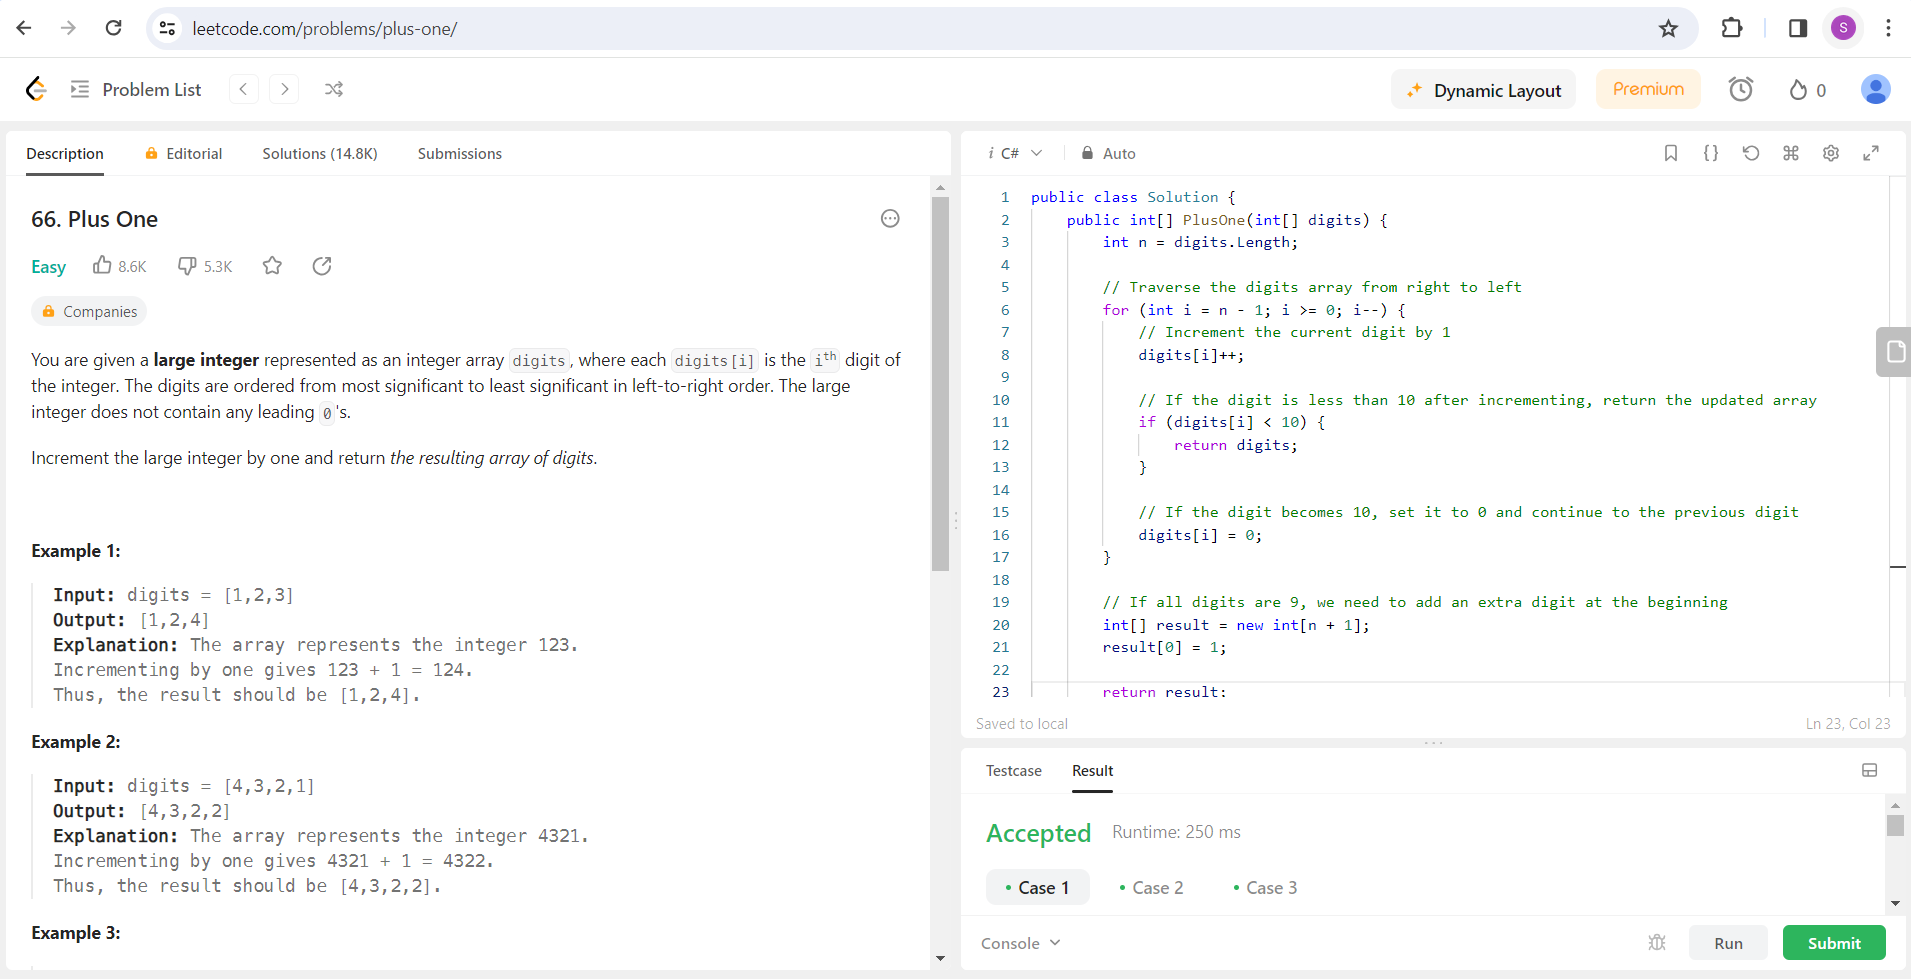 leetcode.com/problems/plus-one/
S
Problem List
Dynamic Layout
Premium
0
Description
Editorial
Solutions (14.8K)
Submissions
66. Plus One
Easy
8.6K
5.3K
Companies
You are given a large integer represented as an integer array digits, where each digits[i] is the ith digit of
the integer. The digits are ordered from most significant to least significant in left-to-right order. The large
integer does not contain any leading 0's.
Increment the large integer by one and return the resulting array of digits.
Example 1:
Input: digits = [1,2,3]
Output: [1,2,4]
Explanation: The array represents the integer 123.
Incrementing by one gives 123 + 1 = 124.
Thus, the result should be [1,2,4].
Example 2:
Input: digits = [4,3,2,1]
Output: [4,3,2,2]
Explanation: The array represents the integer 4321.
Incrementing by one gives 4321 + 1 = 4322.
Thus, the result should be [4,3,2,2].
Example 3:
i C#
Auto
{}
1 public class Solution {
2 public int[] PlusOne(int[] digits) {
3 int n = digits.Length;
4
5 // Traverse the digits array from right to left
6 for (int i = n - 1; i >= 0; i--) {
7 // Increment the current digit by 1
8 digits[i]++;
9
10 // If the digit is less than 10 after incrementing, return the updated array
11 if (digits[i] < 10) {
12 return digits;
13 }
14
15 // If the digit becomes 10, set it to 0 and continue to the previous digit
16 digits[i] = 0;
17 }
18
19 // If all digits are 9, we need to add an extra digit at the beginning
20 int[] result = new int[n + 1];
21 result[0] = 1;
22
23 return result;
Saved to local
Ln 23, Col 23
Testcase
Result
Accepted
Runtime: 250 ms
Case 1
Case 2
Case 3
Console
Run
Submit